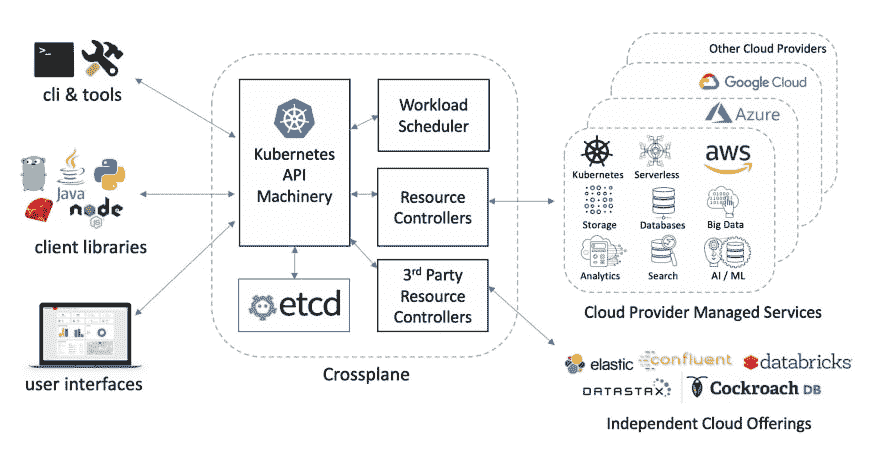 >_
cli & tools
Java
node
JS
client libraries
user interfaces
Kubernetes
API
Machinery
etcd
Workload
Scheduler
Resource
Controllers
3rd Party
Resource
Controllers
Crossplane
Other Cloud Providers
Google Cloud
Azure
aws
Kubernetes
Serverless
Storage
Databases
Big Data
Analytics
Search
AI / ML
Cloud Provider Managed Services
elastic
confluent
databricks
DATASTAX
Cockroach DB
Independent Cloud Offerings